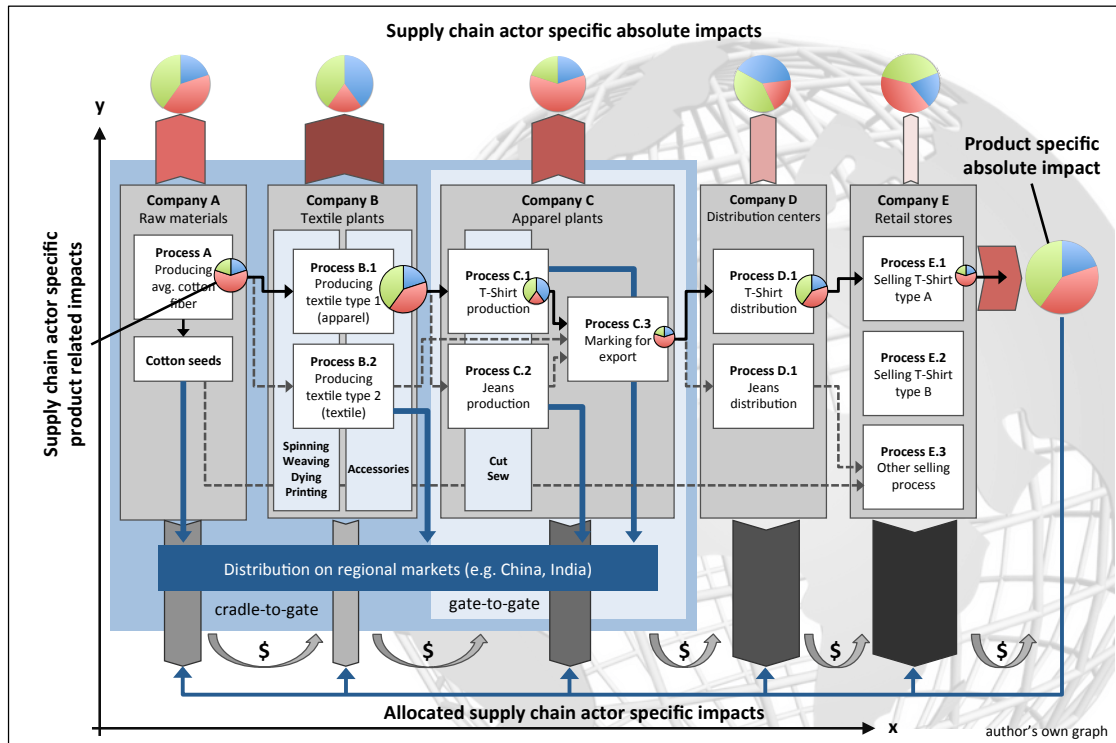 Supply chain actor specific absolute impacts
y
Product specific
absolute impact
Supply chain actor specific
product related impacts
Company A
Raw materials
Process A
Producing
avg. cotton
fiber
Cotton seeds
Company B
Textile plants
Process B.1
Producing
textile type 1
(apparel)
Process B.2
Producing
textile type 2
(textile)
Spinning
Weaving
Dying
Printing
Accessories
Company C
Apparel plants
Process C.1
T-Shirt
production
Process C.2
Jeans
production
Process C.3
Marking for
export
Cut
Sew
Company D
Distribution centers
Process D.1
T-Shirt
distribution
Process D.1
Jeans
distribution
Company E
Retail stores
Process E.1
Selling T-Shirt
type A
Process E.2
Selling T-Shirt
type B
Process E.3
Other selling
process
Distribution on regional markets (e.g. China, India)
cradle-to-gate
gate-to-gate
$
$
$
$
$
Allocated supply chain actor specific impacts
x
author's own graph